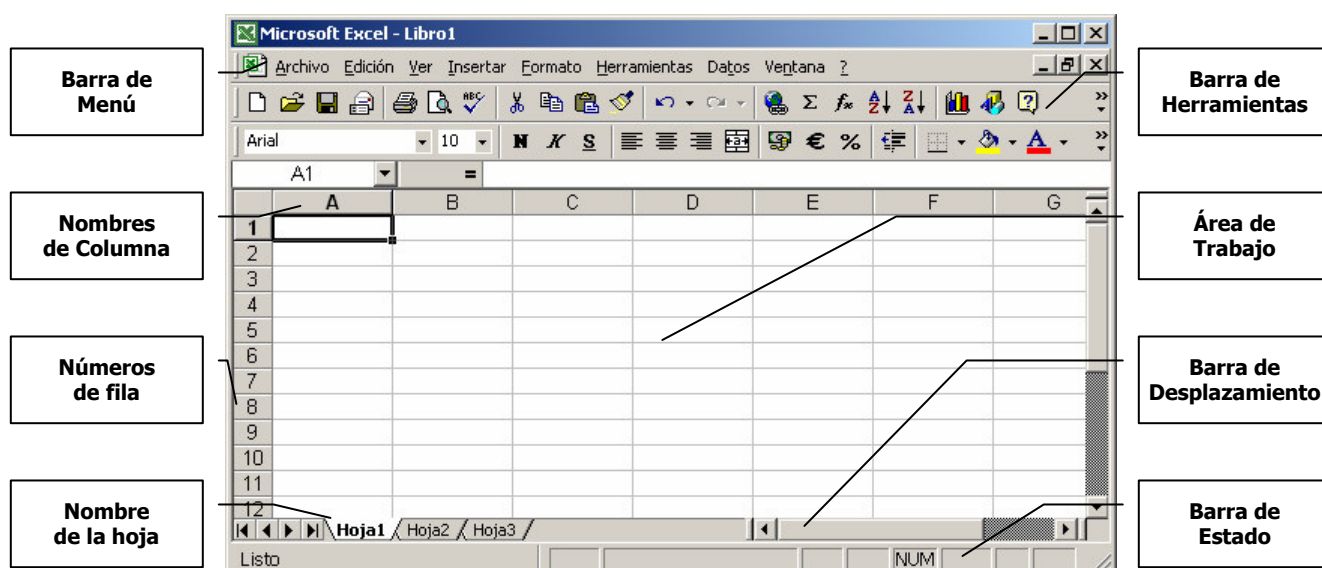 Microsoft Excel - Libro1
Archivo Edición Ver Insertar Formato Herramientas Datos Ventana ?
Arial 10 N K S € %
A1 =
A B C D E F G
1
2
3
4
5
6
7
8
9
10
11
12
Hoja1 Hoja2 Hoja3
Listo NUM
Barra de
Menú
Nombres
de Columna
Números
de fila
Nombre
de la hoja
Barra de
Herramientas
Área de
Trabajo
Barra de
Desplazamiento
Barra de
Estado